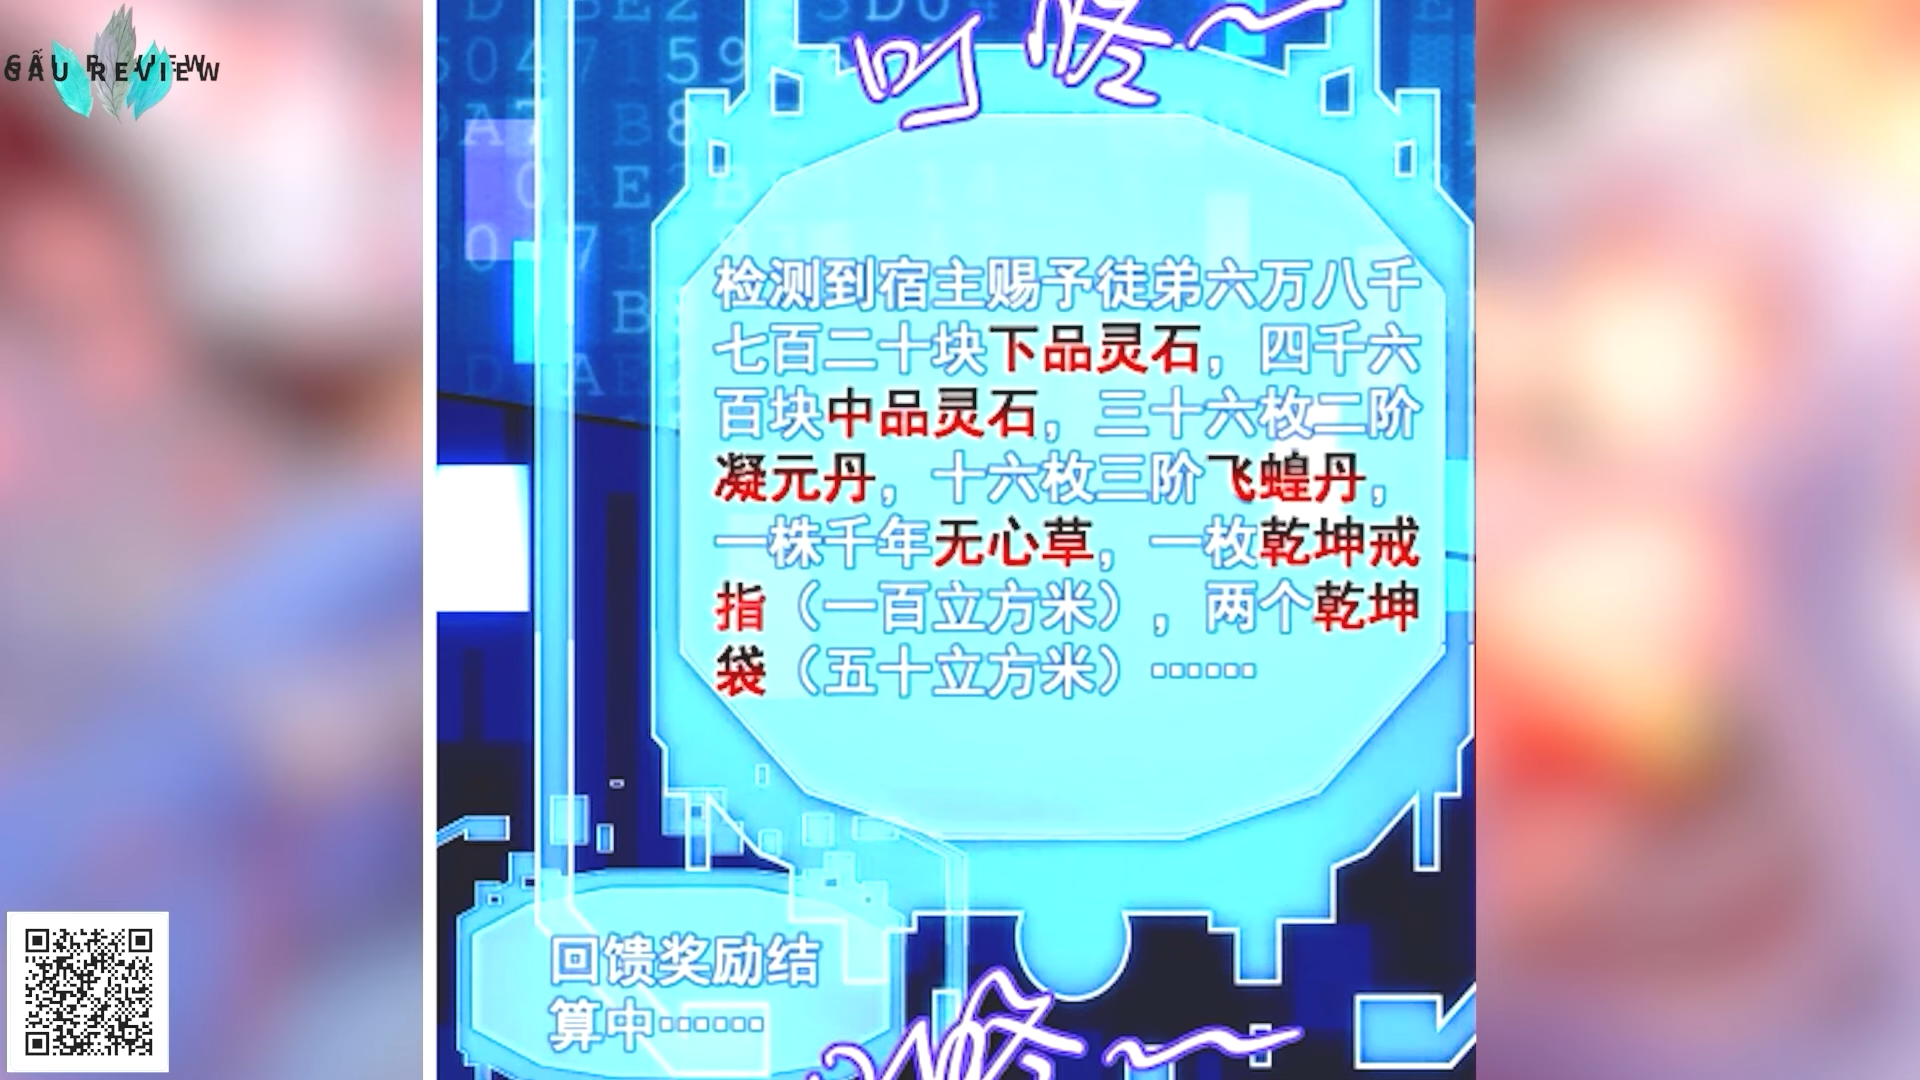 GẤU REVIEW
叮咚~
检测到宿主赐予徒弟六万八千
七百二十块下品灵石，四千六
百块中品灵石，三十六枚二阶
凝元丹，十六枚三阶飞蝗丹，
一株千年无心草，一枚乾坤戒
指（一百立方米），两个乾坤
袋（五十立方米）……
回馈奖励结
算中……